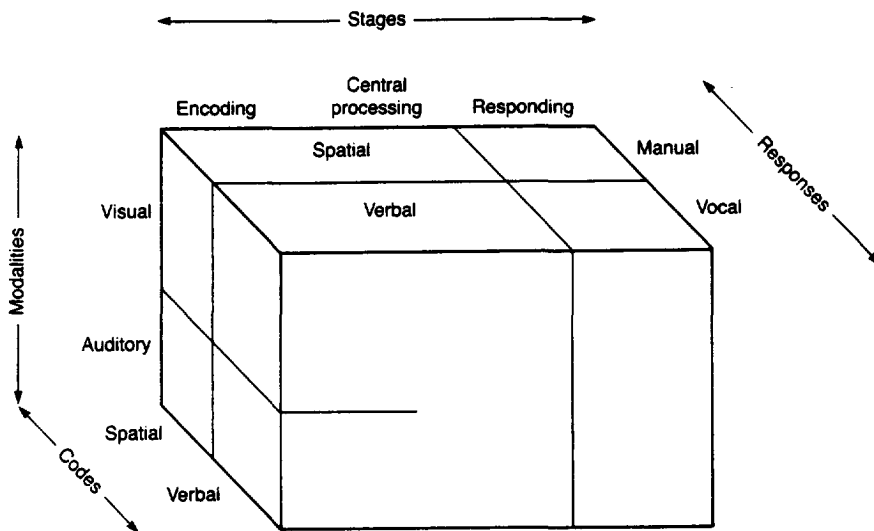 Stages
Central
processing
Encoding
Responding
Spatial
Manual
Verbal
Vocal
Responses
Visual
Modalities
Auditory
Spatial
Codes
Verbal